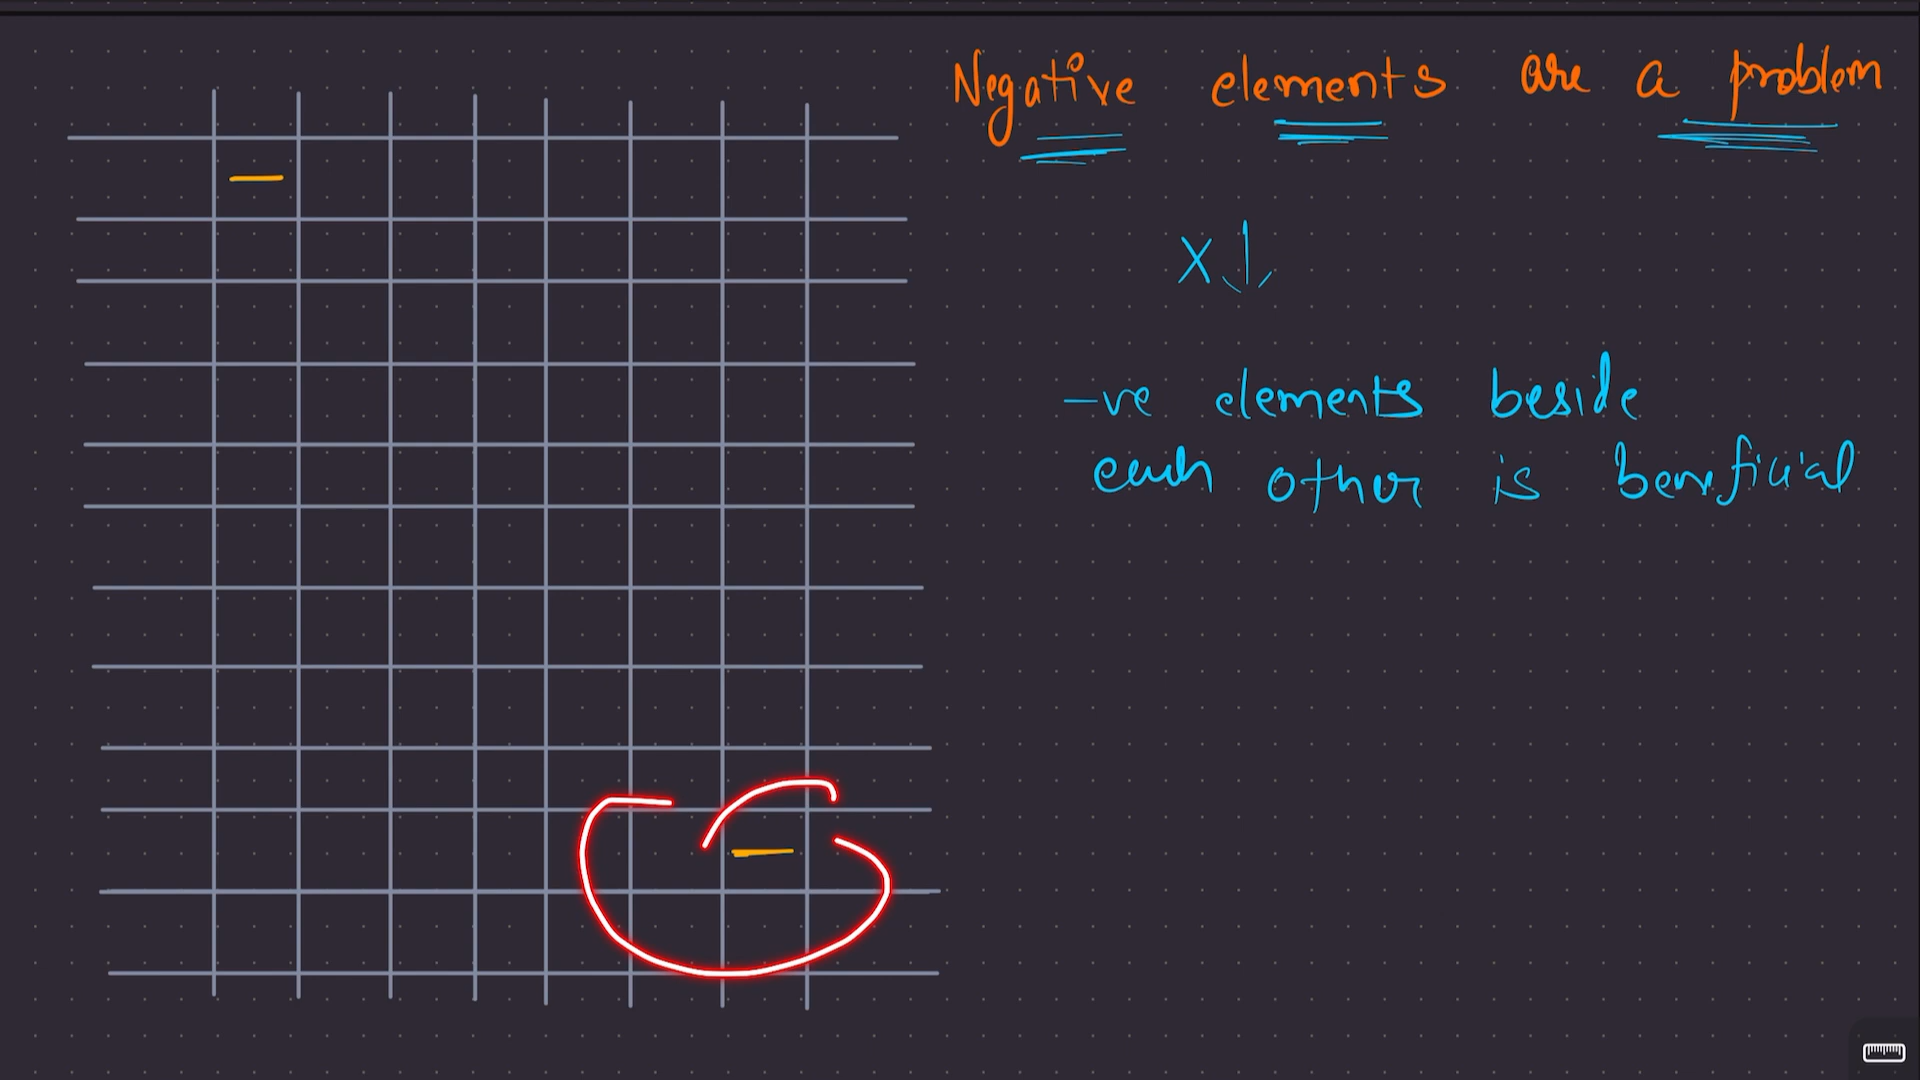 Negative elements are a problem
X↓
-ve elements beside
each other is beneficial